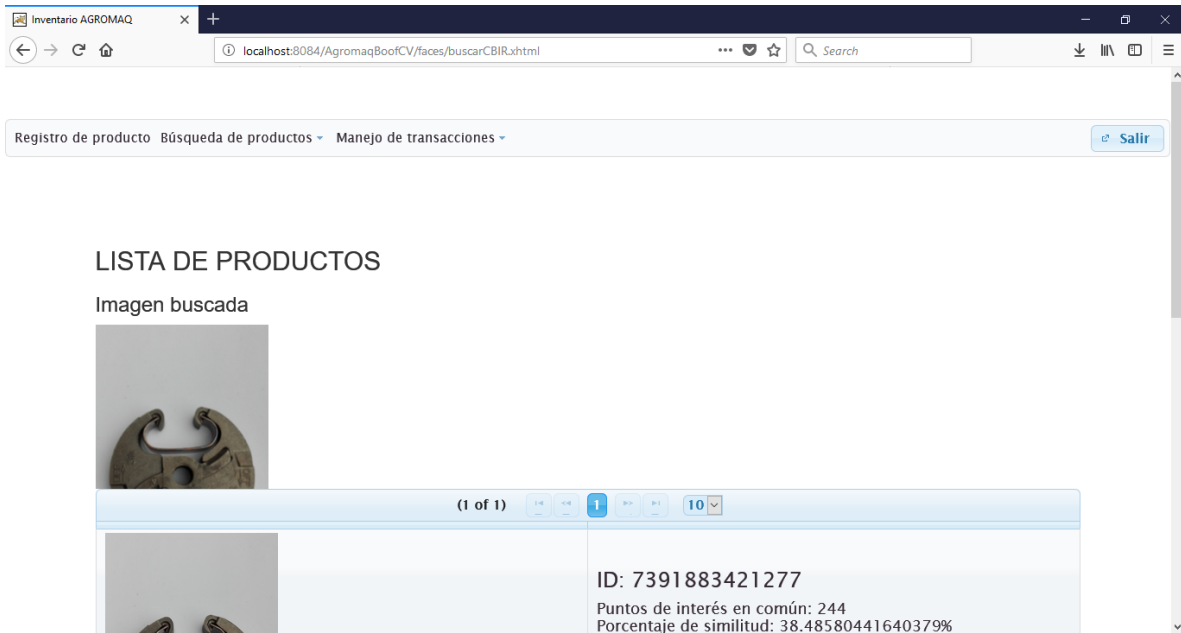 Inventario AGROMAQ
localhost:8084/AgromaqBoofCV/faces/buscarCBIR.xhtml
Search
Registro de producto Búsqueda de productos Manejo de transacciones
Salir
LISTA DE PRODUCTOS
Imagen buscada
(1 of 1) 1 10
ID: 7391883421277
Puntos de interés en común: 244
Porcentaje de similitud: 38.48580441640379%